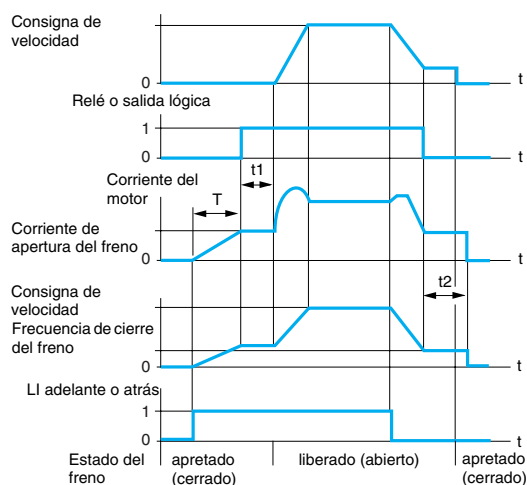 Consigna de
velocidad
0
t
Relé o salida lógica
1
0
t
t1
Corriente del
motor
T
Corriente de
apertura del freno
0
t
t2
Consigna de
velocidad
Frecuencia de cierre
del freno
0
t
LI adelante o atrás
1
0
t
Estado del
freno
apretado
(cerrado)
liberado (abierto)
apretado
(cerrado)